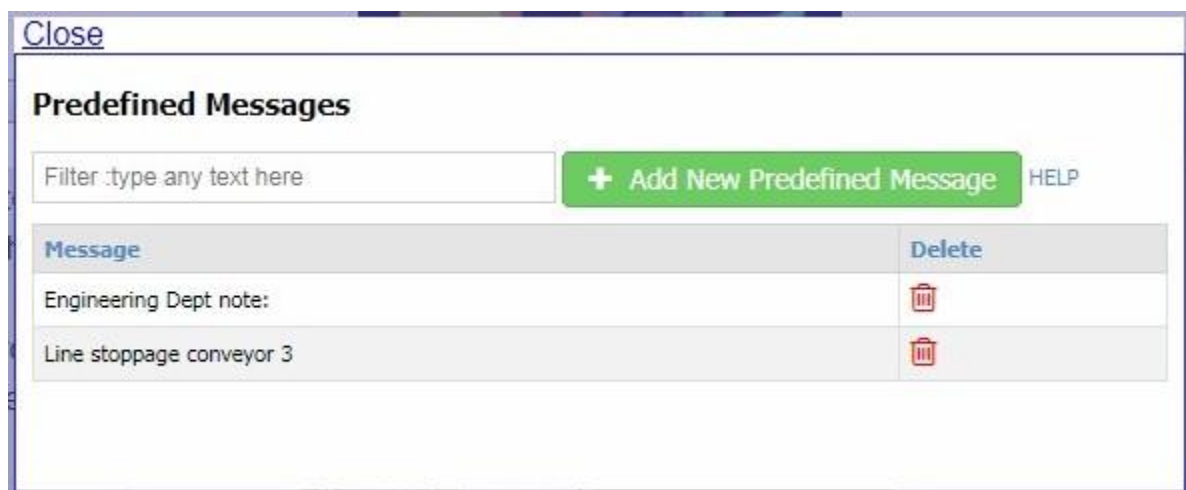 Close
Predefined Messages
Filter :type any text here
+ Add New Predefined Message HELP
Message Delete
Engineering Dept note:
Line stoppage conveyor 3